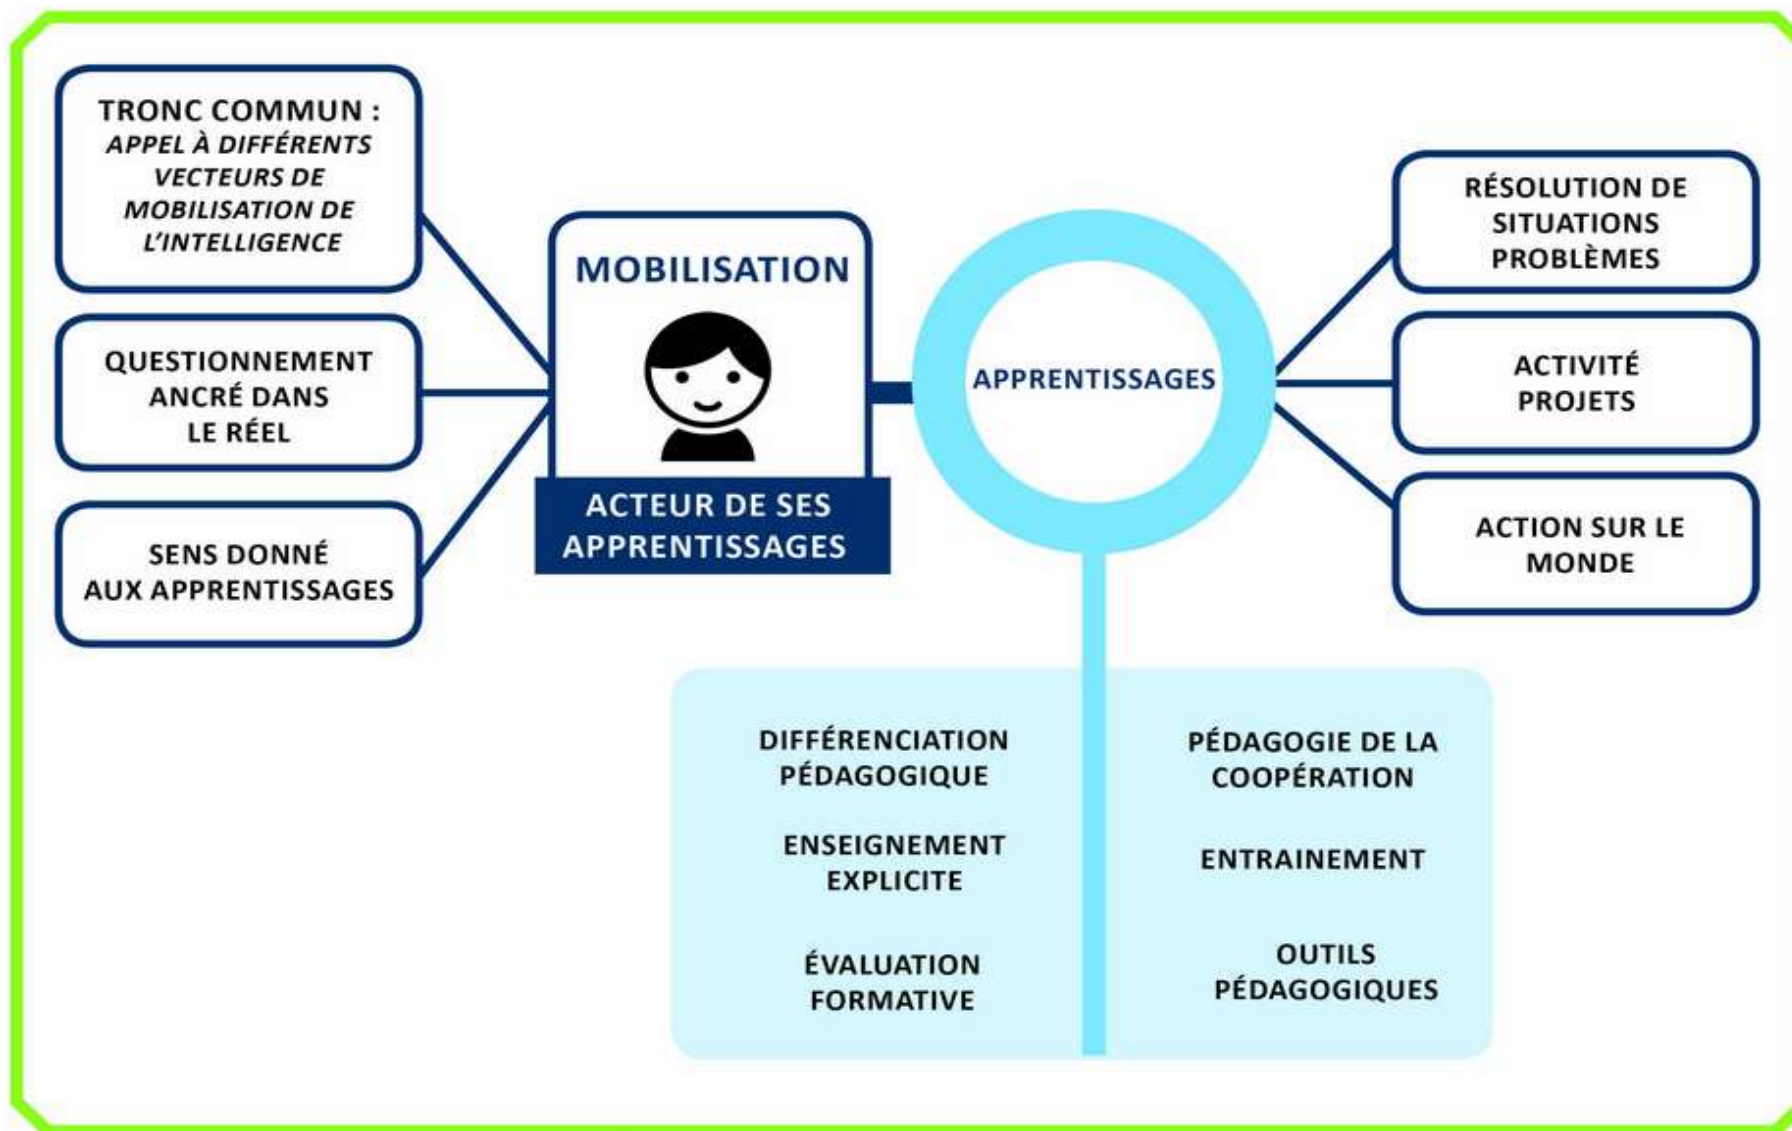 TRONC COMMUN :
APPEL À DIFFÉRENTS
VECTEURS DE
MOBILISATION DE
L'INTELLIGENCE
QUESTIONNEMENT
ANCRÉ DANS
LE RÉEL
SENS DONNÉ
AUX APPRENTISSAGES
MOBILISATION
ACTEUR DE SES
APPRENTISSAGES
APPRENTISSAGES
RÉSOLUTION DE
SITUATIONS
PROBLÈMES
ACTIVITÉ
PROJETS
ACTION SUR LE
MONDE
DIFFÉRENCIATION
PÉDAGOGIQUE
ENSEIGNEMENT
EXPLICITE
ÉVALUATION
FORMATIVE
PÉDAGOGIE DE LA
COOPÉRATION
ENTRAINEMENT
OUTILS
PÉDAGOGIQUES